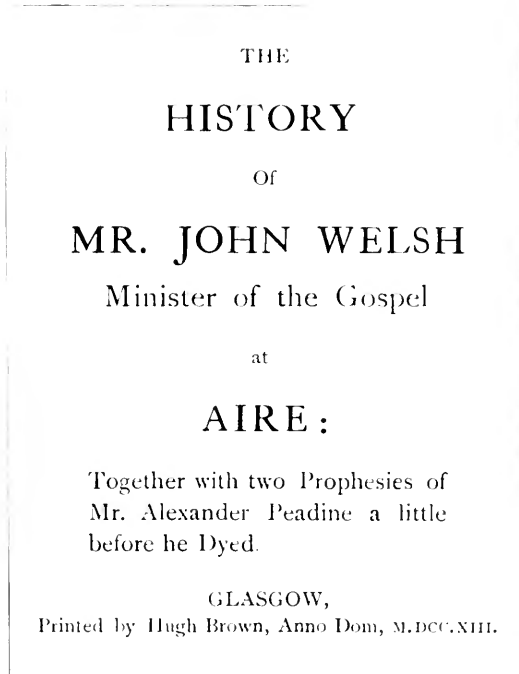 THE
HISTORY
Of
MR. JOHN WELSH
Minister of the Gospel
at
AIRE:
Together with two Prophesies of
Mr. Alexander Peadine a little
before he Dyed.
GLASGOW,
Printed by Hugh Brown, Anno Dom, M.DCC.XIII.